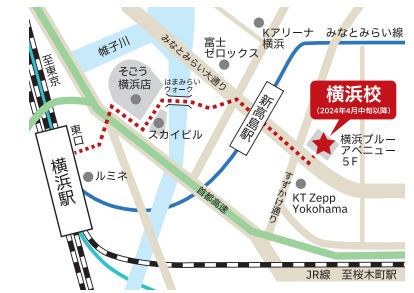 Kアリーナ
横浜
みなとみらい線
帷子川
みなとみらい大通り
富士
ゼロックス
至東京
そごう
横浜店
はまみらい
ウォーク
新高島駅
横浜校
（2024年4月中旬以降）
東口
スカイビル
横浜ブルー
アベニュー
5F
横浜駅
ルミネ
すずかけ通り
KT Zepp
Yokohama
首都高速
JR線 至桜木町駅